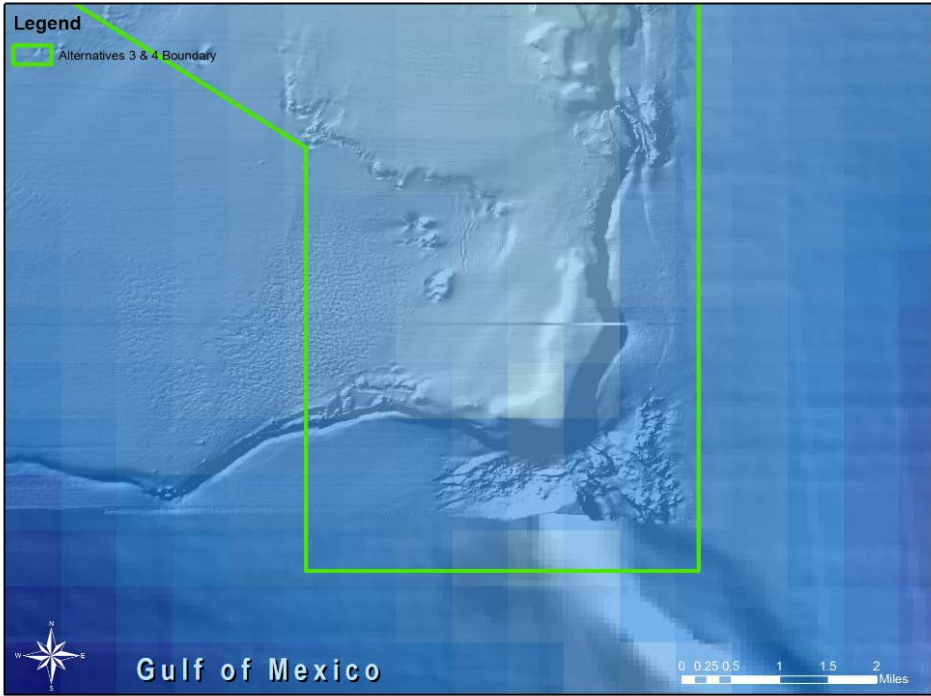 Legend
Alternatives 3 & 4 Boundary
N
W E
S
Gulf of Mexico
0 0.25 0.5 1 1.5 2
Miles